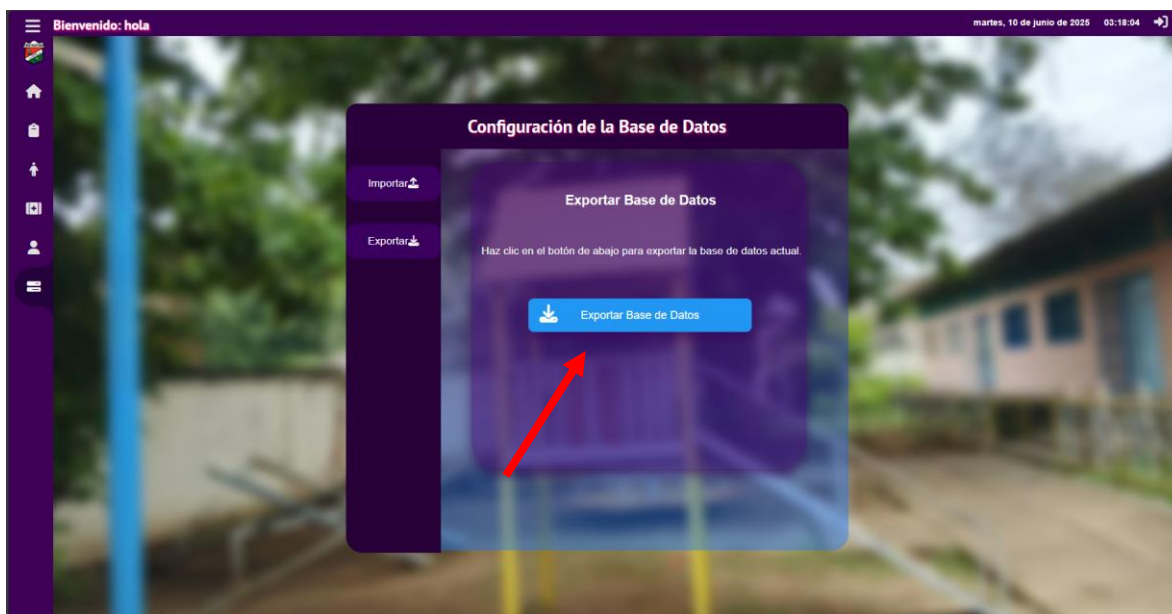 Bienvenido: hola
martes, 10 de junio de 2025 03:18:04
Configuración de la Base de Datos
Importar
Exportar
Exportar Base de Datos
Haz clic en el botón de abajo para exportar la base de datos actual.
Exportar Base de Datos